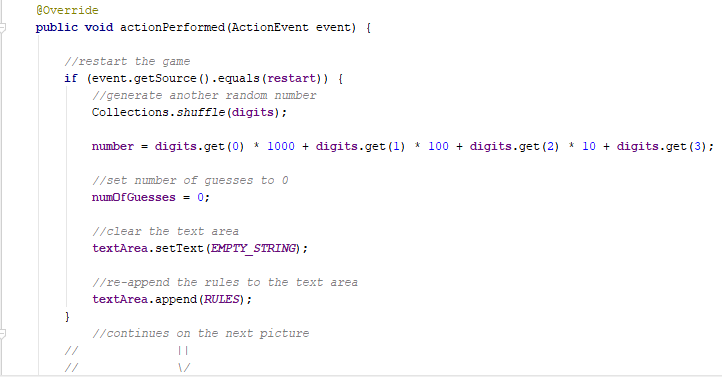 @Override
public void actionPerformed(ActionEvent event) {
//restart the game
if (event.getSource().equals(restart)) {
//generate another random number
Collections.shuffle(digits);
number = digits.get(0) * 1000 + digits.get(1) * 100 + digits.get(2) * 10 + digits.get(3);
//set number of guesses to 0
numOfGuesses = 0;
//clear the text area
textArea.setText(EMPTY_STRING);
//re-append the rules to the text area
textArea.append(RULES);
}
//continues on the next picture
// ||
// \/